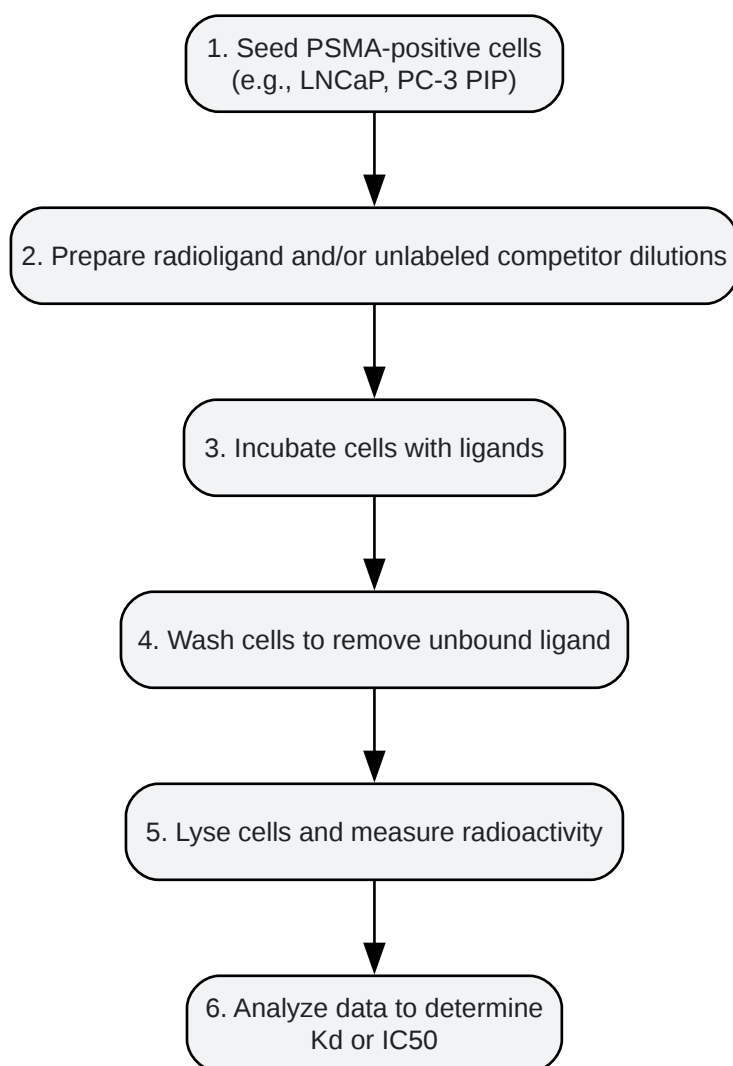 1. Seed PSMA-positive cells
(e.g., LNCaP, PC-3 PIP)
2. Prepare radioligand and/or unlabeled competitor dilutions
3. Incubate cells with ligands
4. Wash cells to remove unbound ligand
5. Lyse cells and measure radioactivity
6. Analyze data to determine
Kd or IC50